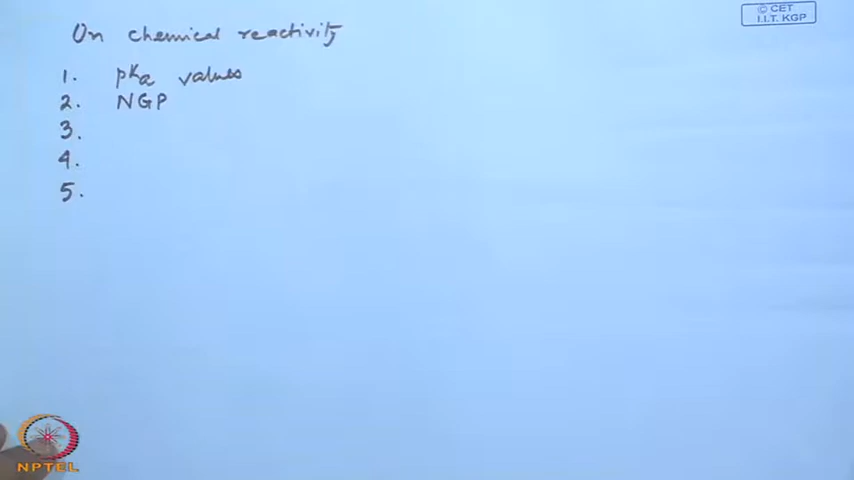 On chemical reactivity
© CET
I.I.T. KGP
1. pKa values
2. NGP
3.
4.
5.
NPTEL